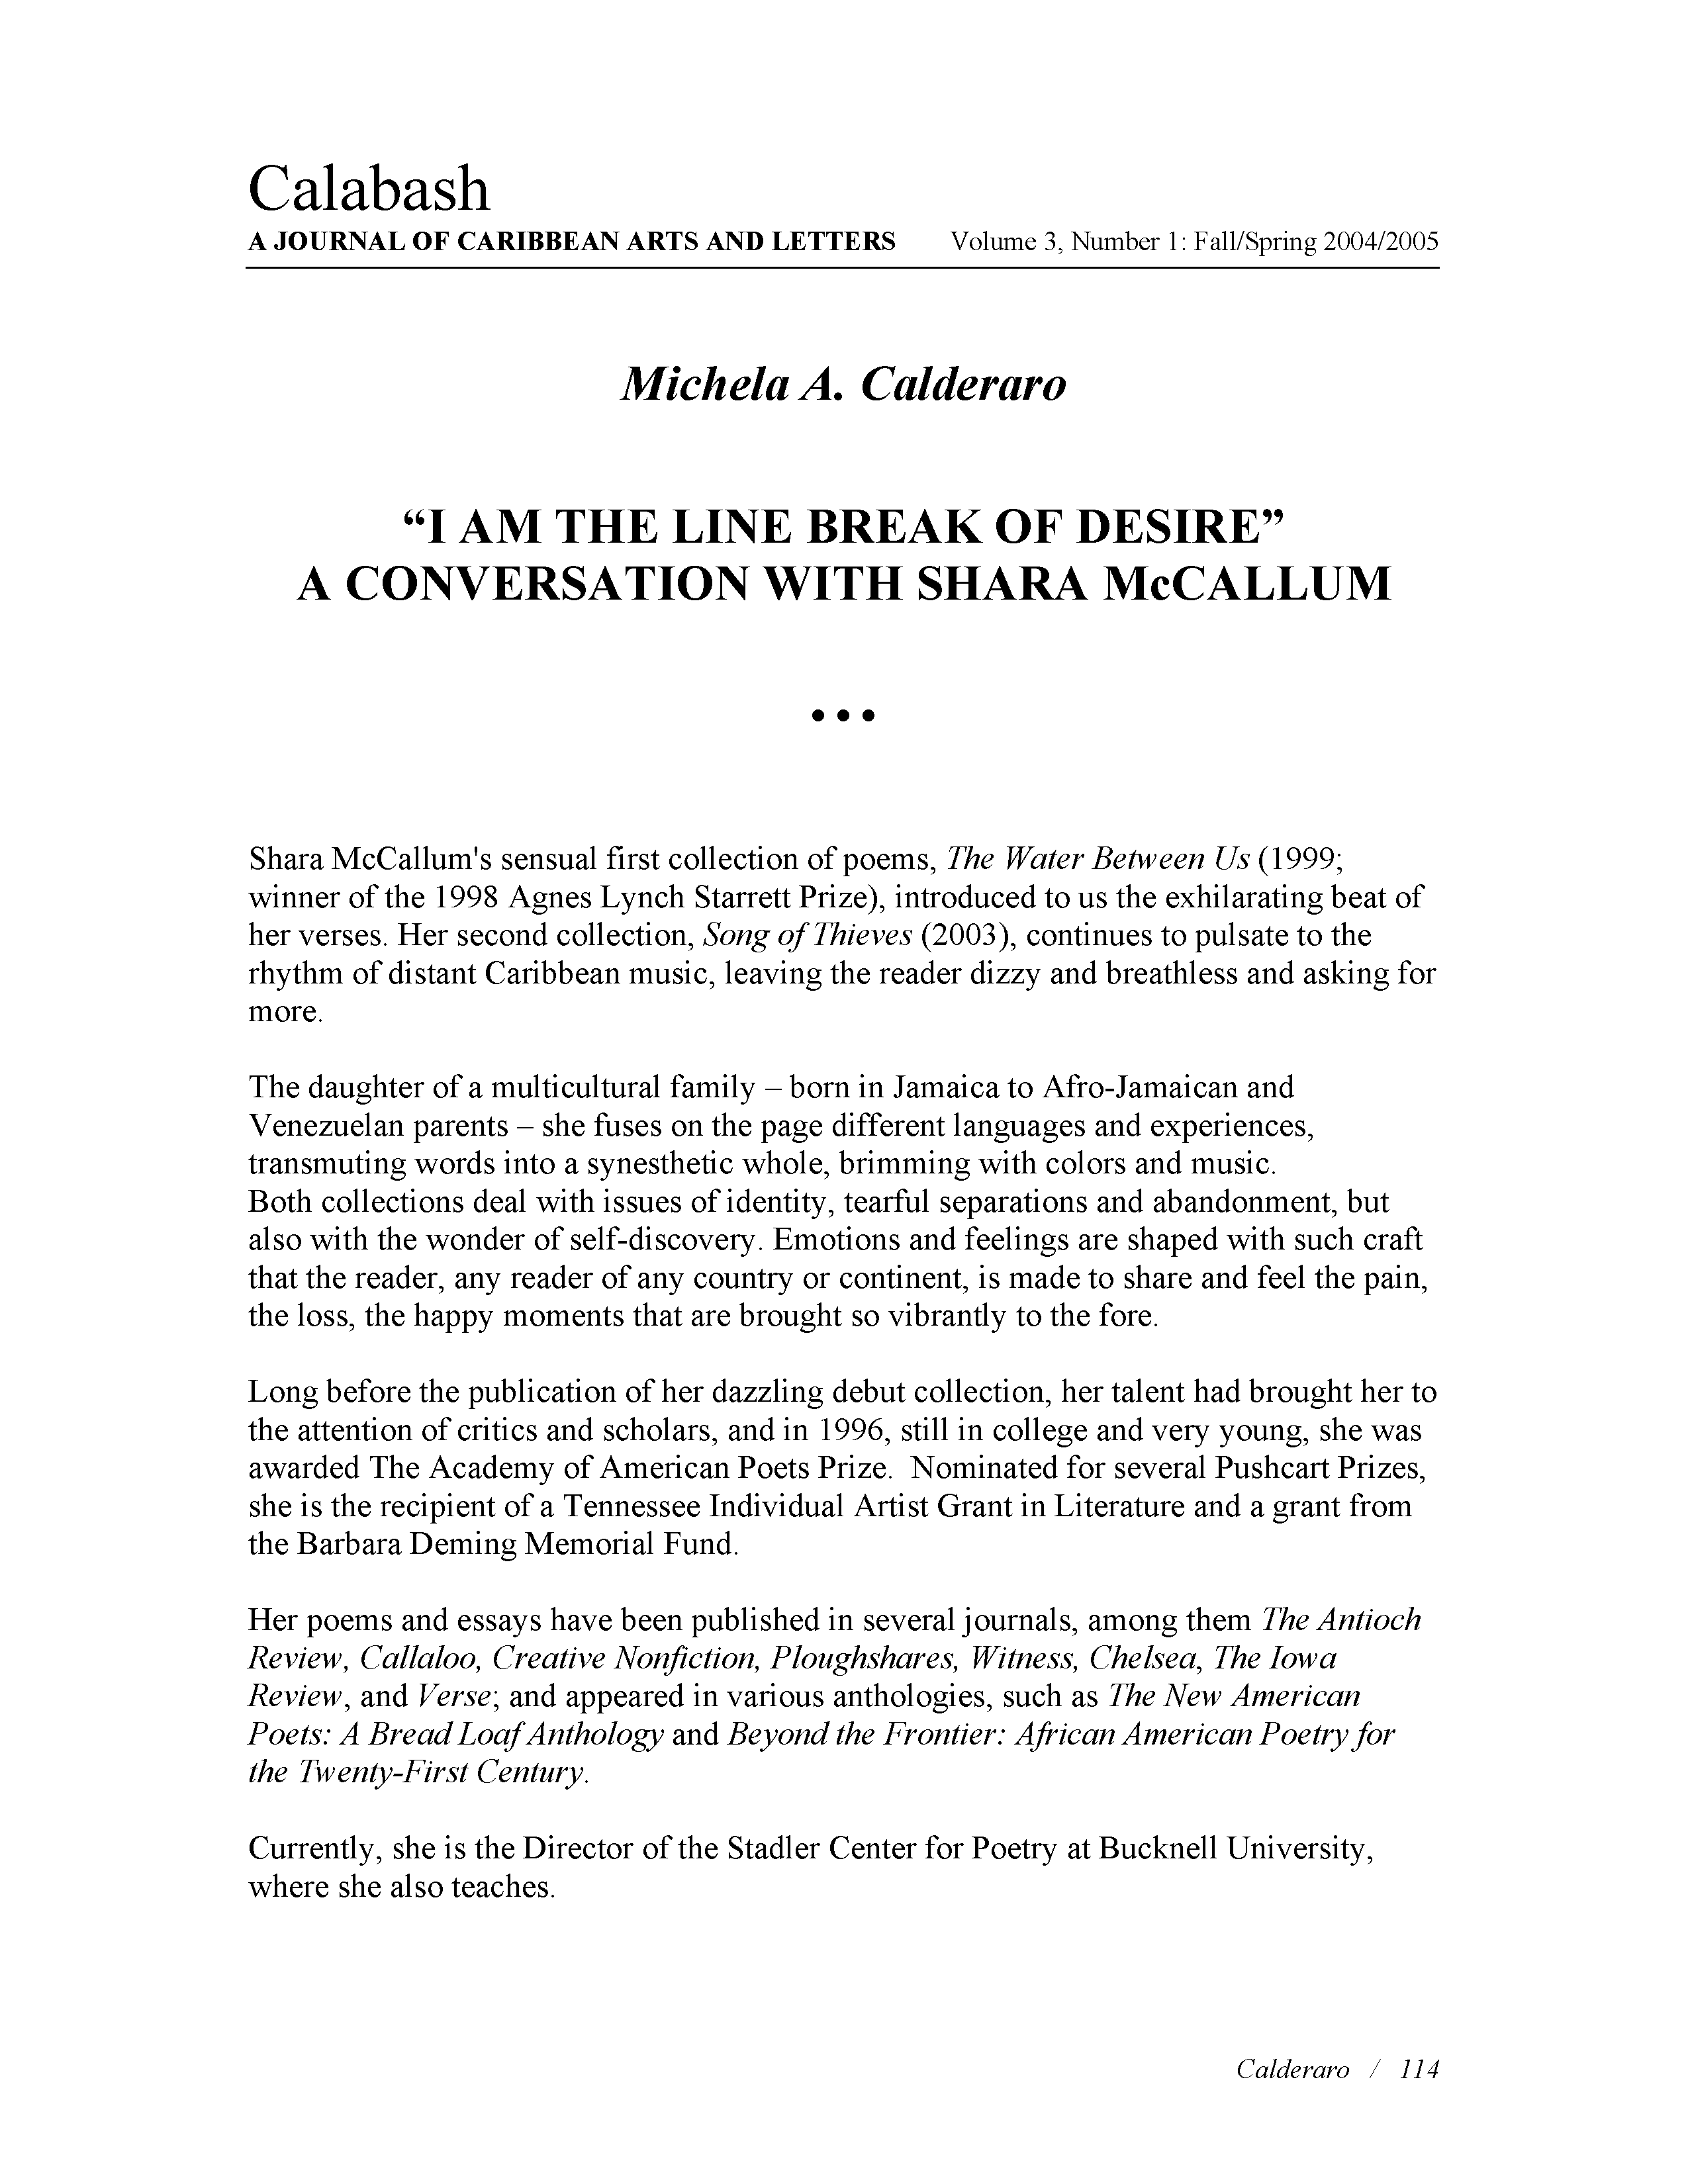 Calabash
A JOURNAL OF CARIBBEAN ARTS AND LETTERS Volume 3, Number 1: Fall/Spring 2004/2005
Michela A. Calderaro
“I AM THE LINE BREAK OF DESIRE”
A CONVERSATION WITH SHARA McCALLUM
• • •
Shara McCallum's sensual first collection of poems, The Water Between Us (1999;
winner of the 1998 Agnes Lynch Starrett Prize), introduced to us the exhilarating beat of
her verses. Her second collection, Song of Thieves (2003), continues to pulsate to the
rhythm of distant Caribbean music, leaving the reader dizzy and breathless and asking for
more.
The daughter of a multicultural family – born in Jamaica to Afro-Jamaican and
Venezuelan parents – she fuses on the page different languages and experiences,
transmuting words into a synesthetic whole, brimming with colors and music.
Both collections deal with issues of identity, tearful separations and abandonment, but
also with the wonder of self-discovery. Emotions and feelings are shaped with such craft
that the reader, any reader of any country or continent, is made to share and feel the pain,
the loss, the happy moments that are brought so vibrantly to the fore.
Long before the publication of her dazzling debut collection, her talent had brought her to
the attention of critics and scholars, and in 1996, still in college and very young, she was
awarded The Academy of American Poets Prize.  Nominated for several Pushcart Prizes,
she is the recipient of a Tennessee Individual Artist Grant in Literature and a grant from
the Barbara Deming Memorial Fund.
Her poems and essays have been published in several journals, among them The Antioch
Review, Callaloo, Creative Nonfiction, Ploughshares, Witness, Chelsea, The Iowa
Review, and Verse; and appeared in various anthologies, such as The New American
Poets: A Bread Loaf Anthology and Beyond the Frontier: African American Poetry for
the Twenty-First Century.
Currently, she is the Director of the Stadler Center for Poetry at Bucknell University,
where she also teaches.
Calderaro / 114